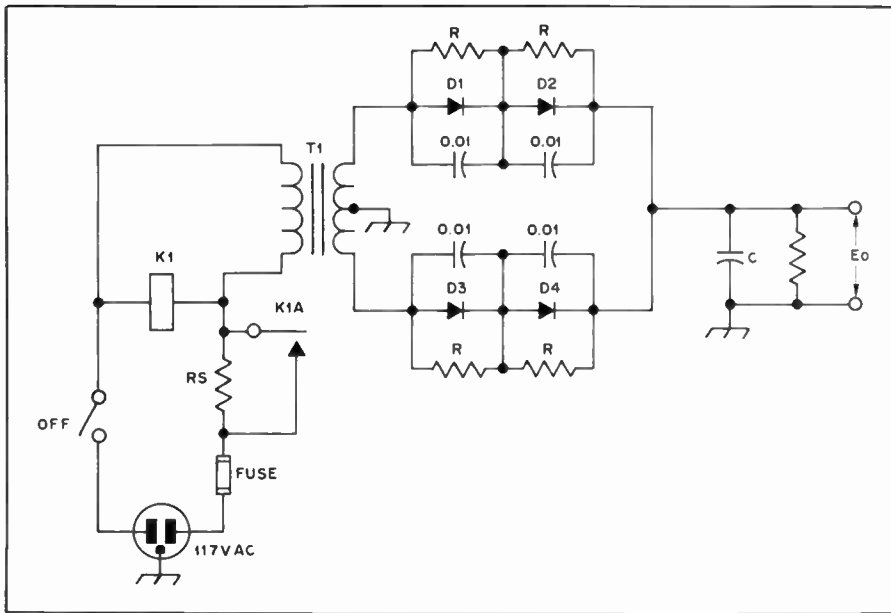 R R
D1 D2
0.01 0.01
T1
0.01 0.01
K1
C
E o
D3 D4
K1A
R R
RS
OFF
FUSE
117VAC